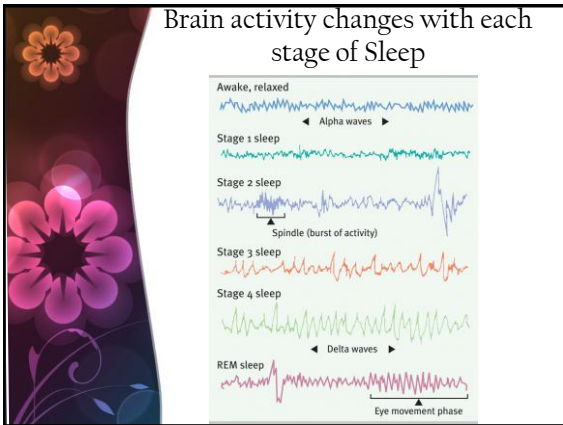 Brain activity changes with each
stage of Sleep
Awake, relaxed
◄ Alpha waves ►
Stage 1 sleep
Stage 2 sleep
Spindle (burst of activity)
Stage 3 sleep
Stage 4 sleep
◄ Delta waves ►
REM sleep
Eye movement phase